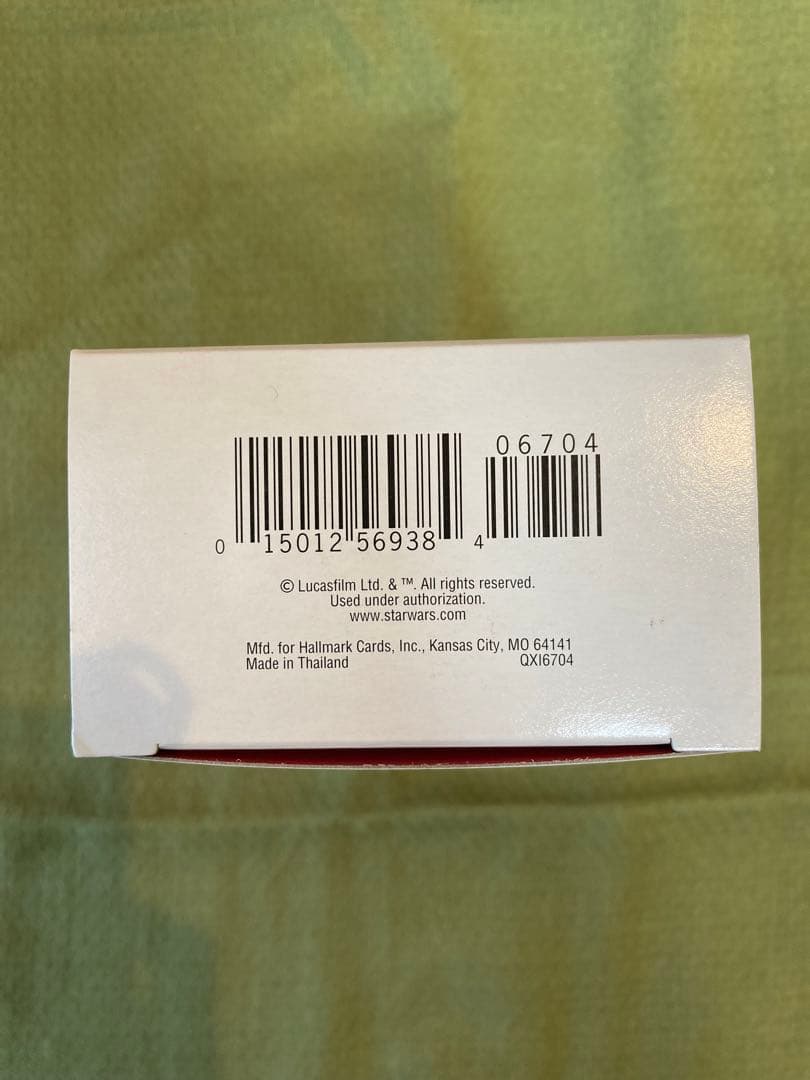 06704
0 15012 56938 4
© Lucasfilm Ltd. & ™. All rights reserved.
Used under authorization.
www.starwars.com
Mfd. for Hallmark Cards, Inc., Kansas City, MO 64141
Made in Thailand QXI6704